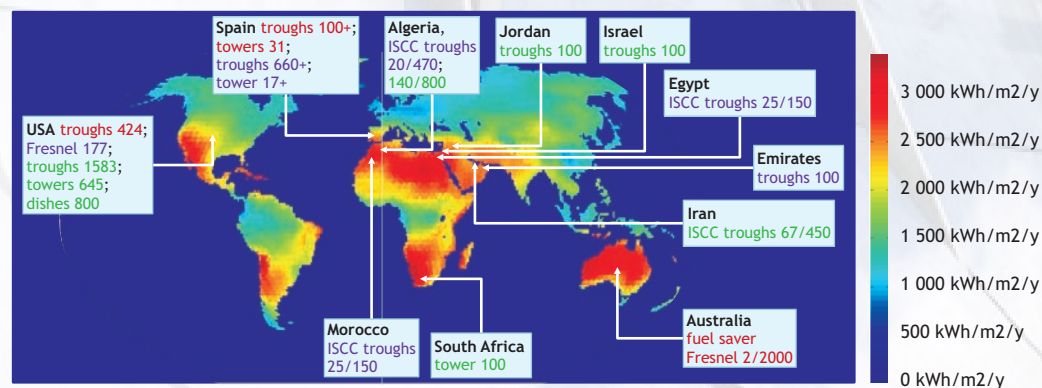 Spain troughs 100+;
towers 31;
troughs 660+;
tower 17+
Algeria,
ISCC troughs
20/470;
140/800
Jordan
troughs 100
Israel
troughs 100
Egypt
ISCC troughs 25/150
USA troughs 424;
Fresnel 177;
troughs 1583;
towers 645;
dishes 800
Emirates
troughs 100
Iran
ISCC troughs 67/450
Morocco
ISCC troughs
25/150
South Africa
tower 100
Australia
fuel saver
Fresnel 2/2000
3 000 kWh/m2/y
2 500 kWh/m2/y
2 000 kWh/m2/y
1 500 kWh/m2/y
1 000 kWh/m2/y
500 kWh/m2/y
0 kWh/m2/y